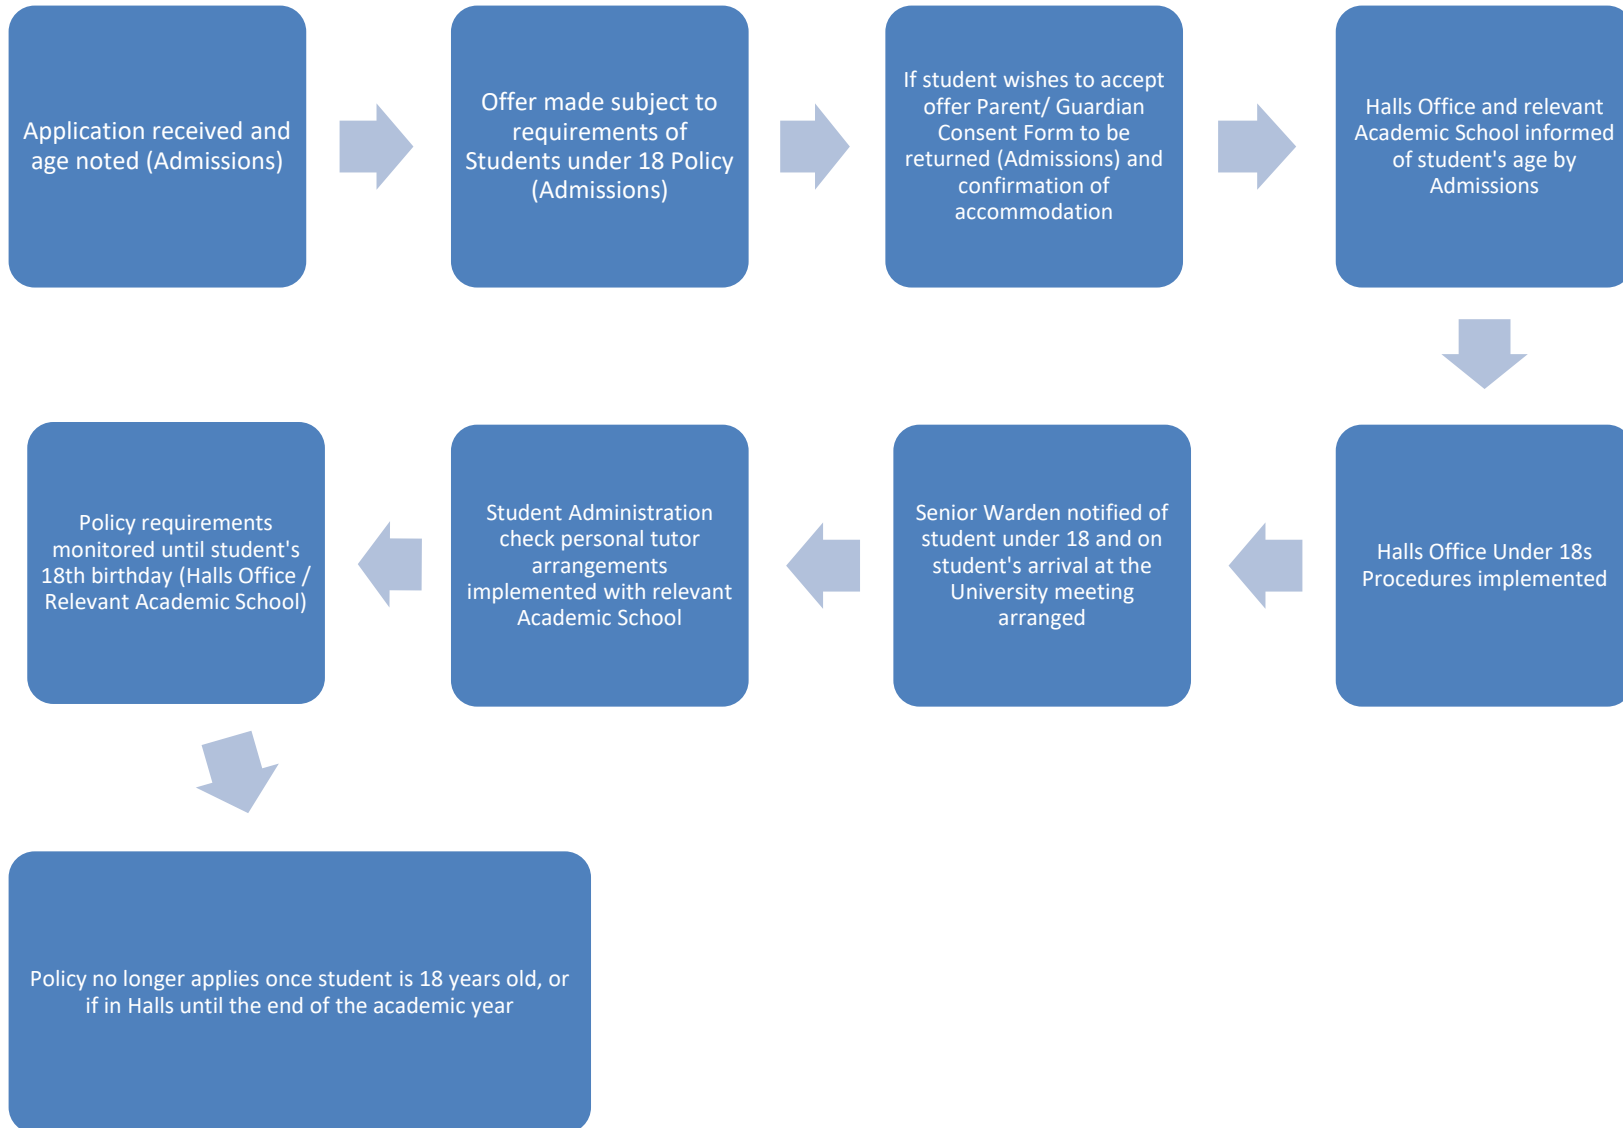 Application received and
age noted (Admissions)
Offer made subject to
requirements of
Students under 18 Policy
(Admissions)
If student wishes to accept
offer Parent/ Guardian
Consent Form to be
returned (Admissions) and
confirmation of
accommodation
Halls Office and relevant
Academic School informed
of student's age by
Admissions
Halls Office Under 18s
Procedures implemented
Senior Warden notified of
student under 18 and on
student's arrival at the
University meeting
arranged
Student Administration
check personal tutor
arrangements
implemented with relevant
Academic School
Policy requirements
monitored until student's
18th birthday (Halls Office /
Relevant Academic School)
Policy no longer applies once student is 18 years old, or
if in Halls until the end of the academic year